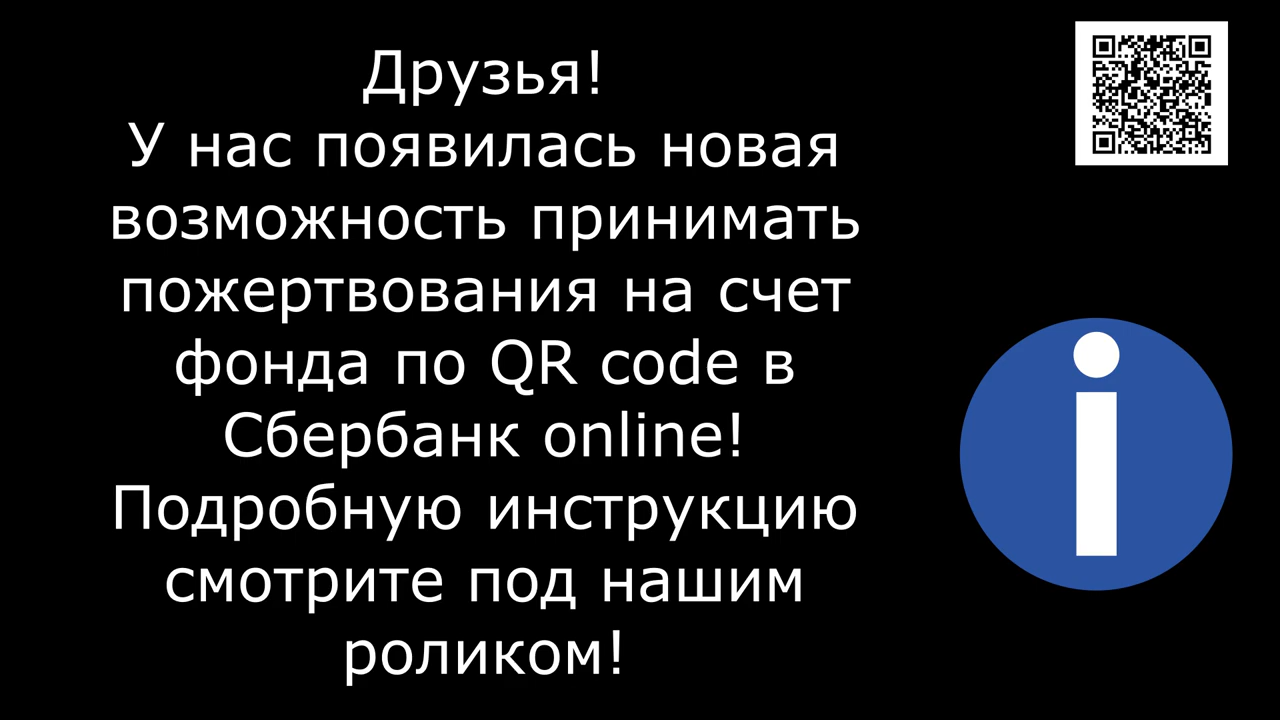 Друзья!
У нас появилась новая
возможность принимать
пожертвования на счет
фонда по QR code в
Сбербанк online!
Подробную инструкцию
смотрите под нашим
роликом!